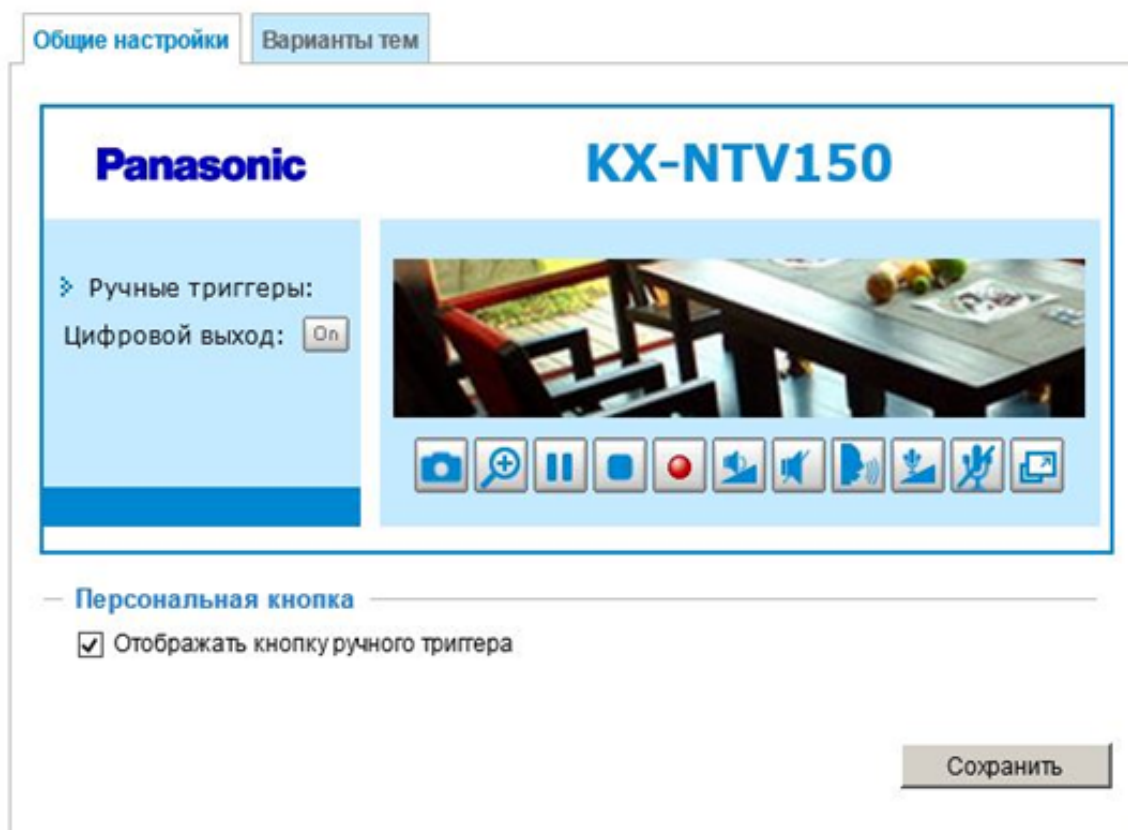 Общие настройки
Варианты тем
Panasonic
KX-NTV150
Ручные триггеры:
Цифровой выход: On
Персональная кнопка
Отображать кнопку ручного триггера
Сохранить